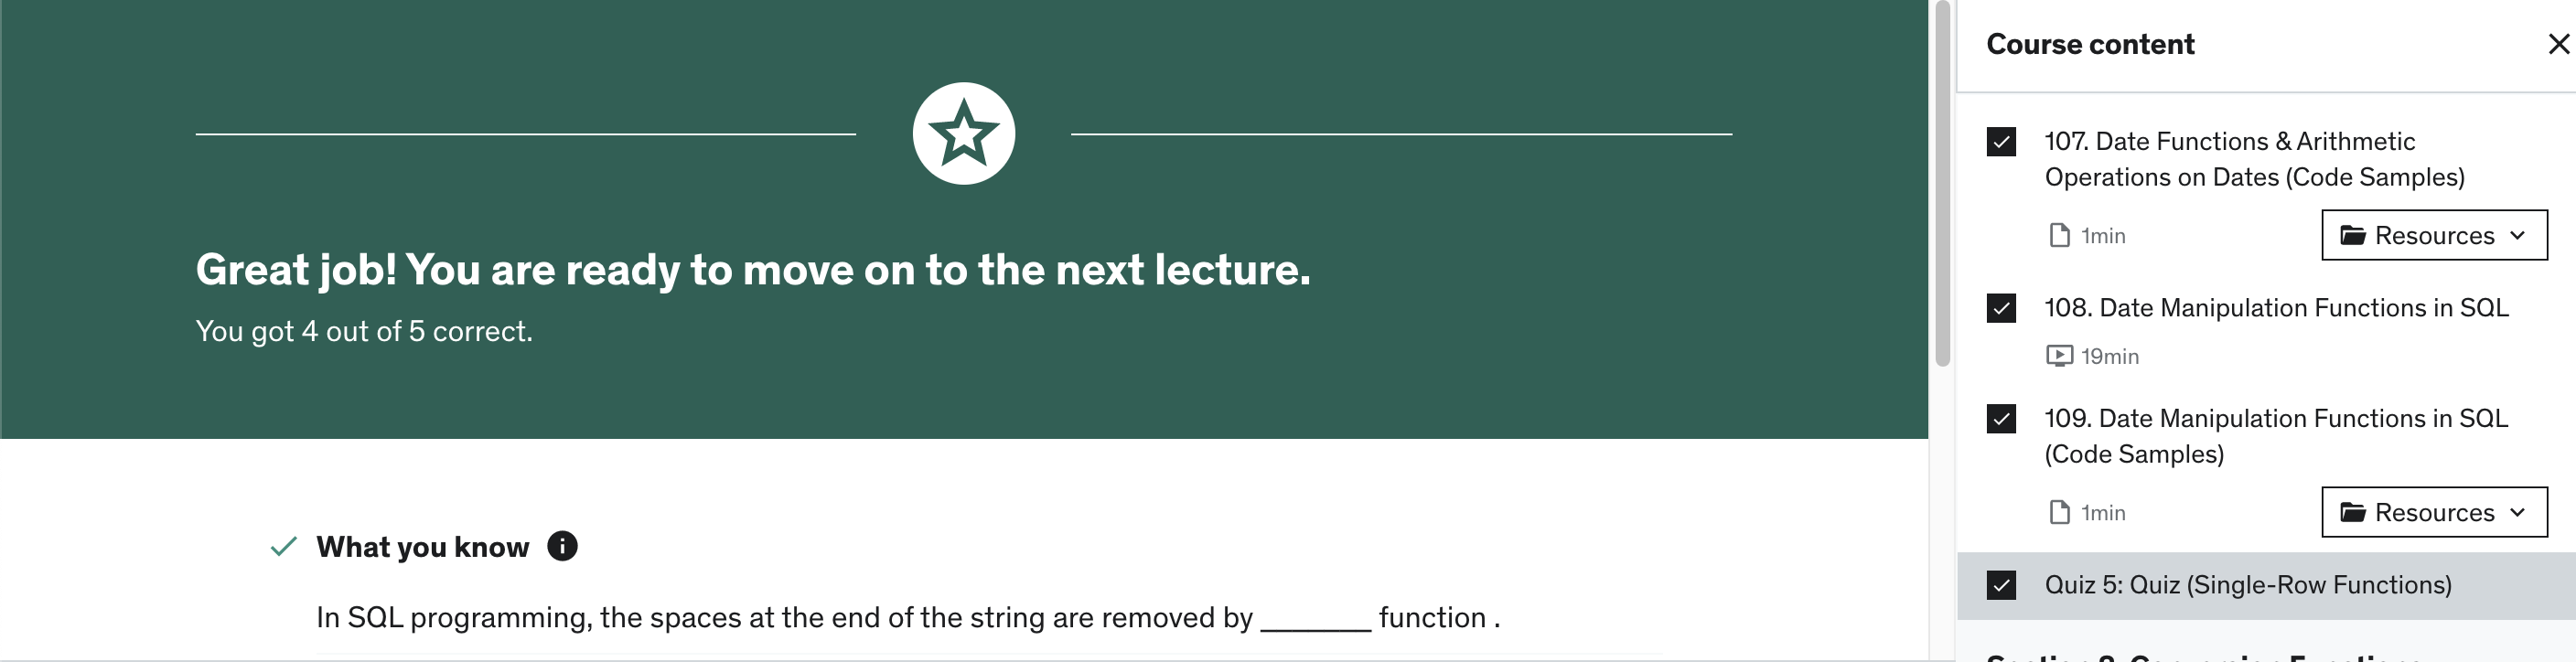 Great job! You are ready to move on to the next lecture.
You got 4 out of 5 correct.
What you know
In SQL programming, the spaces at the end of the string are removed by ________ function .
Course content
107. Date Functions & Arithmetic
Operations on Dates (Code Samples)
1min
Resources
108. Date Manipulation Functions in SQL
19min
109. Date Manipulation Functions in SQL
(Code Samples)
1min
Resources
Quiz 5: Quiz (Single-Row Functions)